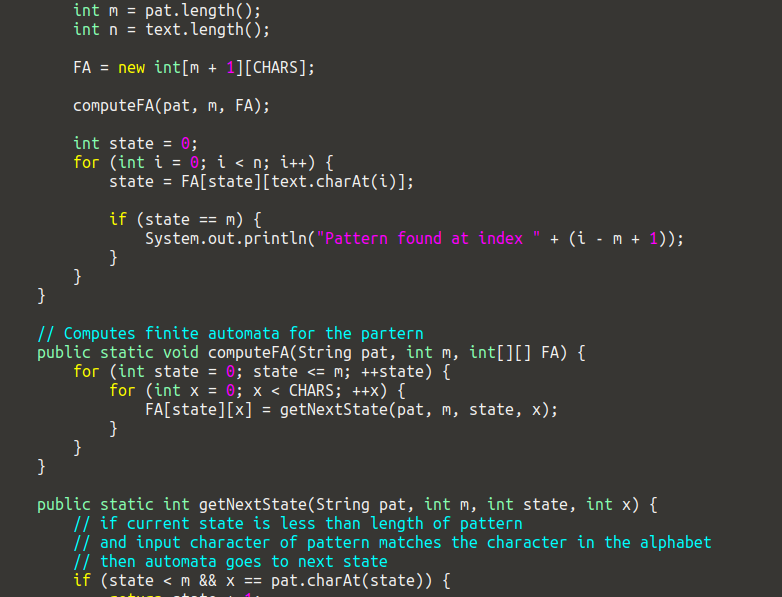 int m = pat.length();
int n = text.length();
FA = new int[m + 1][CHARS];
computeFA(pat, m, FA);
int state = 0;
for (int i = 0; i < n; i++) {
state = FA[state][text.charAt(i)];
if (state == m) {
System.out.println("Pattern found at index " + (i - m + 1));
}
}
}
// Computes finite automata for the partern
public static void computeFA(String pat, int m, int[][] FA) {
for (int state = 0; state <= m; ++state) {
for (int x = 0; x < CHARS; ++x) {
FA[state][x] = getNextState(pat, m, state, x);
}
}
}
public static int getNextState(String pat, int m, int state, int x) {
// if current state is less than length of pattern
// and input character of pattern matches the character in the alphabet
// then automata goes to next state
if (state < m && x == pat.charAt(state)) {